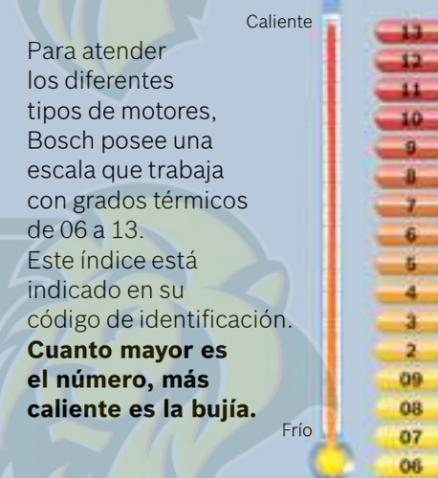 Caliente
Para atender
los diferentes
tipos de motores,
Bosch posee una
escala que trabaja
con grados térmicos
de 06 a 13.
Este índice está
indicado en su
código de identificación.
Cuanto mayor es
el número, más
caliente es la bujía.
Frío
13
12
11
10
9
8
7
6
5
4
3
2
09
08
07
06